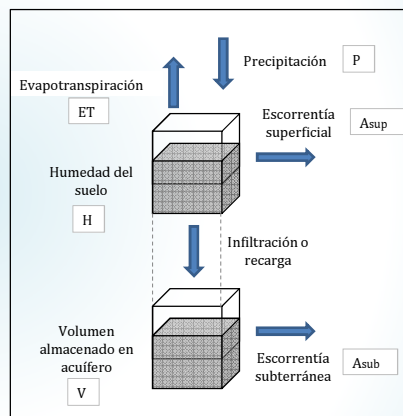 Precipitación
P
Evapotranspiración
ET
Escorrentía
superficial
Asup
Humedad del
suelo
H
Infiltración o
recarga
Volumen
almacenado en
acuífero
V
Escorrentía
subterránea
Asub